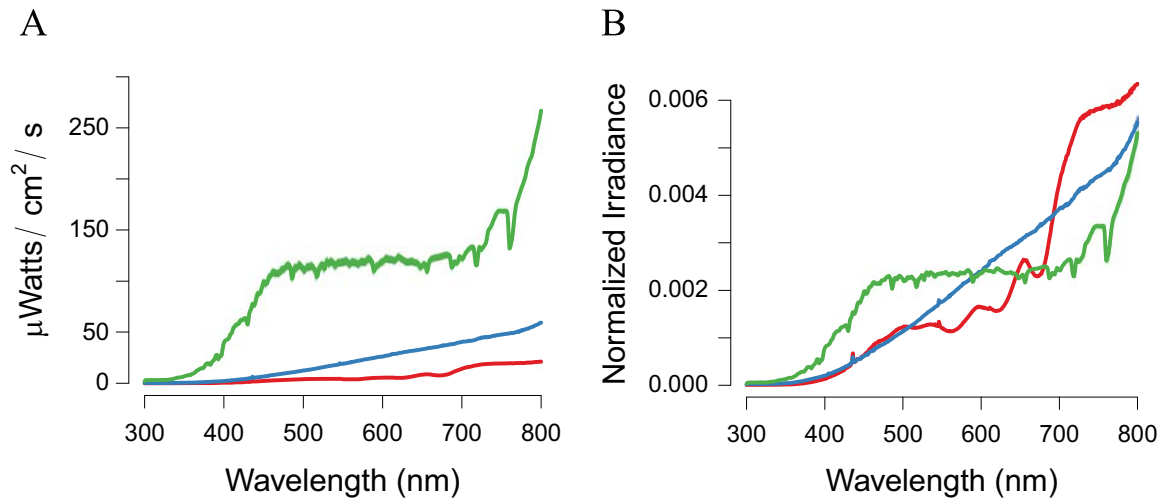 A
μWatts / cm² / s
250
150
50
0
300 400 500 600 700 800
Wavelength (nm)
B
Normalized Irradiance
0.006
0.004
0.002
0.000
300 400 500 600 700 800
Wavelength (nm)